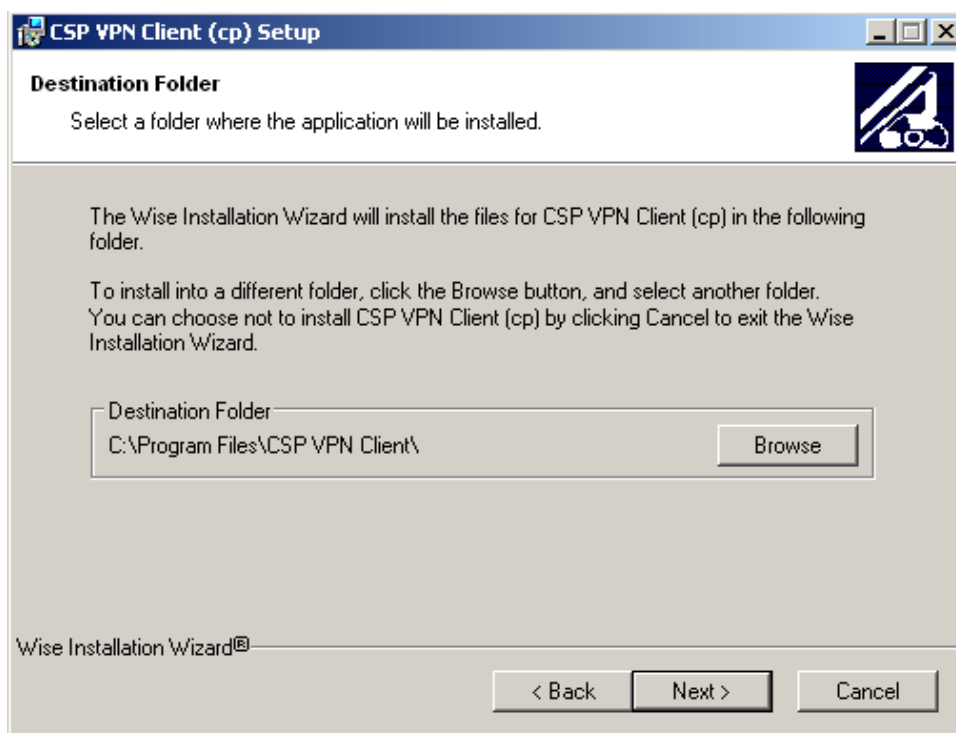 CSP VPN Client (cp) Setup
Destination Folder
Select a folder where the application will be installed.
The Wise Installation Wizard will install the files for CSP VPN Client (cp) in the following
folder.
To install into a different folder, click the Browse button, and select another folder.
You can choose not to install CSP VPN Client (cp) by clicking Cancel to exit the Wise
Installation Wizard.
Destination Folder
C:\Program Files\CSP VPN Client\
Browse
Wise Installation Wizard®
< Back
Next >
Cancel